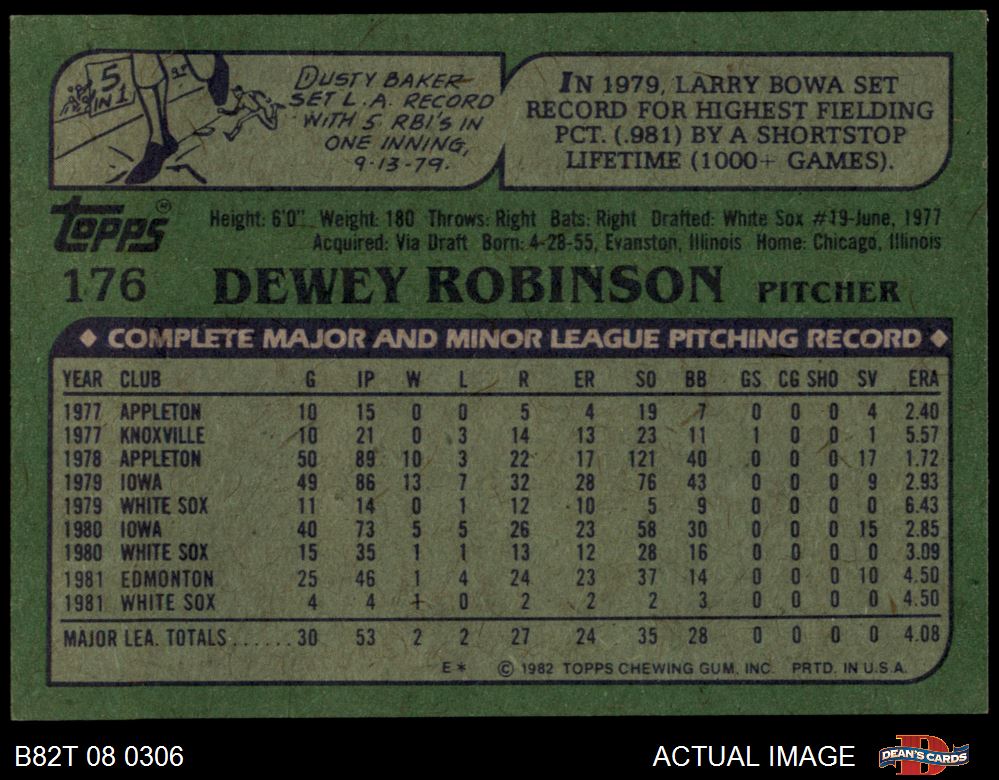 5
IN 1
DUSTY BAKER
SET L.A. RECORD
WITH 5 RBI'S IN
ONE INNING,
9-13-79.
IN 1979, LARRY BOWA SET
RECORD FOR HIGHEST FIELDING
PCT. (.981) BY A SHORTSTOP
LIFETIME (1000+ GAMES).
topps®
Height: 6'0" Weight: 180 Throws: Right Bats: Right Drafted: White Sox #19-June, 1977
Acquired: Via Draft Born: 4-28-55, Evanston, Illinois Home: Chicago, Illinois
176 DEWEY ROBINSON PITCHER
◆ COMPLETE MAJOR AND MINOR LEAGUE PITCHING RECORD ◆
YEAR CLUB G IP W L R ER SO BB GS CG SHO SV ERA
1977 APPLETON 10 15 0 0 5 4 19 7 0 0 0 4 2.40
1977 KNOXVILLE 10 21 0 3 14 13 23 11 1 0 0 1 5.57
1978 APPLETON 50 89 10 3 22 17 121 40 0 0 0 17 1.72
1979 IOWA 49 86 13 7 32 28 76 43 0 0 0 9 2.93
1979 WHITE SOX 11 14 0 1 12 10 5 9 0 0 0 0 6.43
1980 IOWA 40 73 5 5 26 23 58 30 0 0 0 15 2.85
1980 WHITE SOX 15 35 1 1 13 12 28 16 0 0 0 0 3.09
1981 EDMONTON 25 46 1 4 24 23 37 14 0 0 0 10 4.50
1981 WHITE SOX 4 4 1 0 2 2 2 3 0 0 0 0 4.50
MAJOR LEA. TOTALS......30 53 2 2 27 24 35 28 0 0 0 0 4.08
E* © 1982 TOPPS CHEWING GUM, INC. PRTD. IN U.S.A.
B82T 08 0306 ACTUAL IMAGE D DEAN'S CARDS